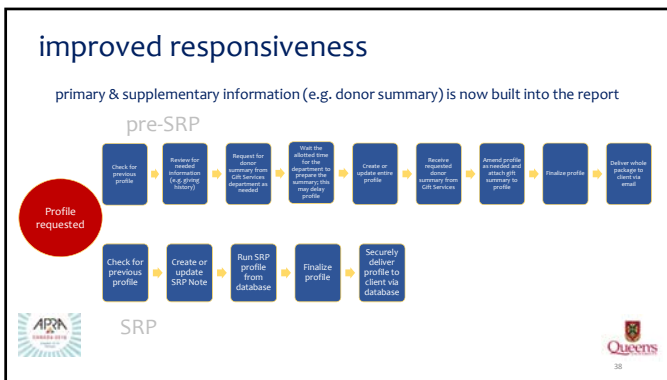 improved responsiveness
primary & supplementary information (e.g. donor summary) is now built into the report
pre-SRP
Profile
requested
Check for
previous
profile
Review for
needed
information
(e.g. giving
history)
Request for
donor
summary from
Gift Services
department as
needed
Wait the
allotted time
for the
department to
prepare the
summary; this
may delay
profile
Create or
update entire
profile
Receive
requested
donor
summary from
Gift Services
Amend profile
as needed and
attach gift
summary to
profile
Finalize profile
Deliver whole
package to
client via
email
Check for
previous
profile
Create or
update
SRP Note
Run SRP
profile
from
database
Finalize
profile
Securely
deliver
profile to
client via
database
SRP
APRA
Queen's
38